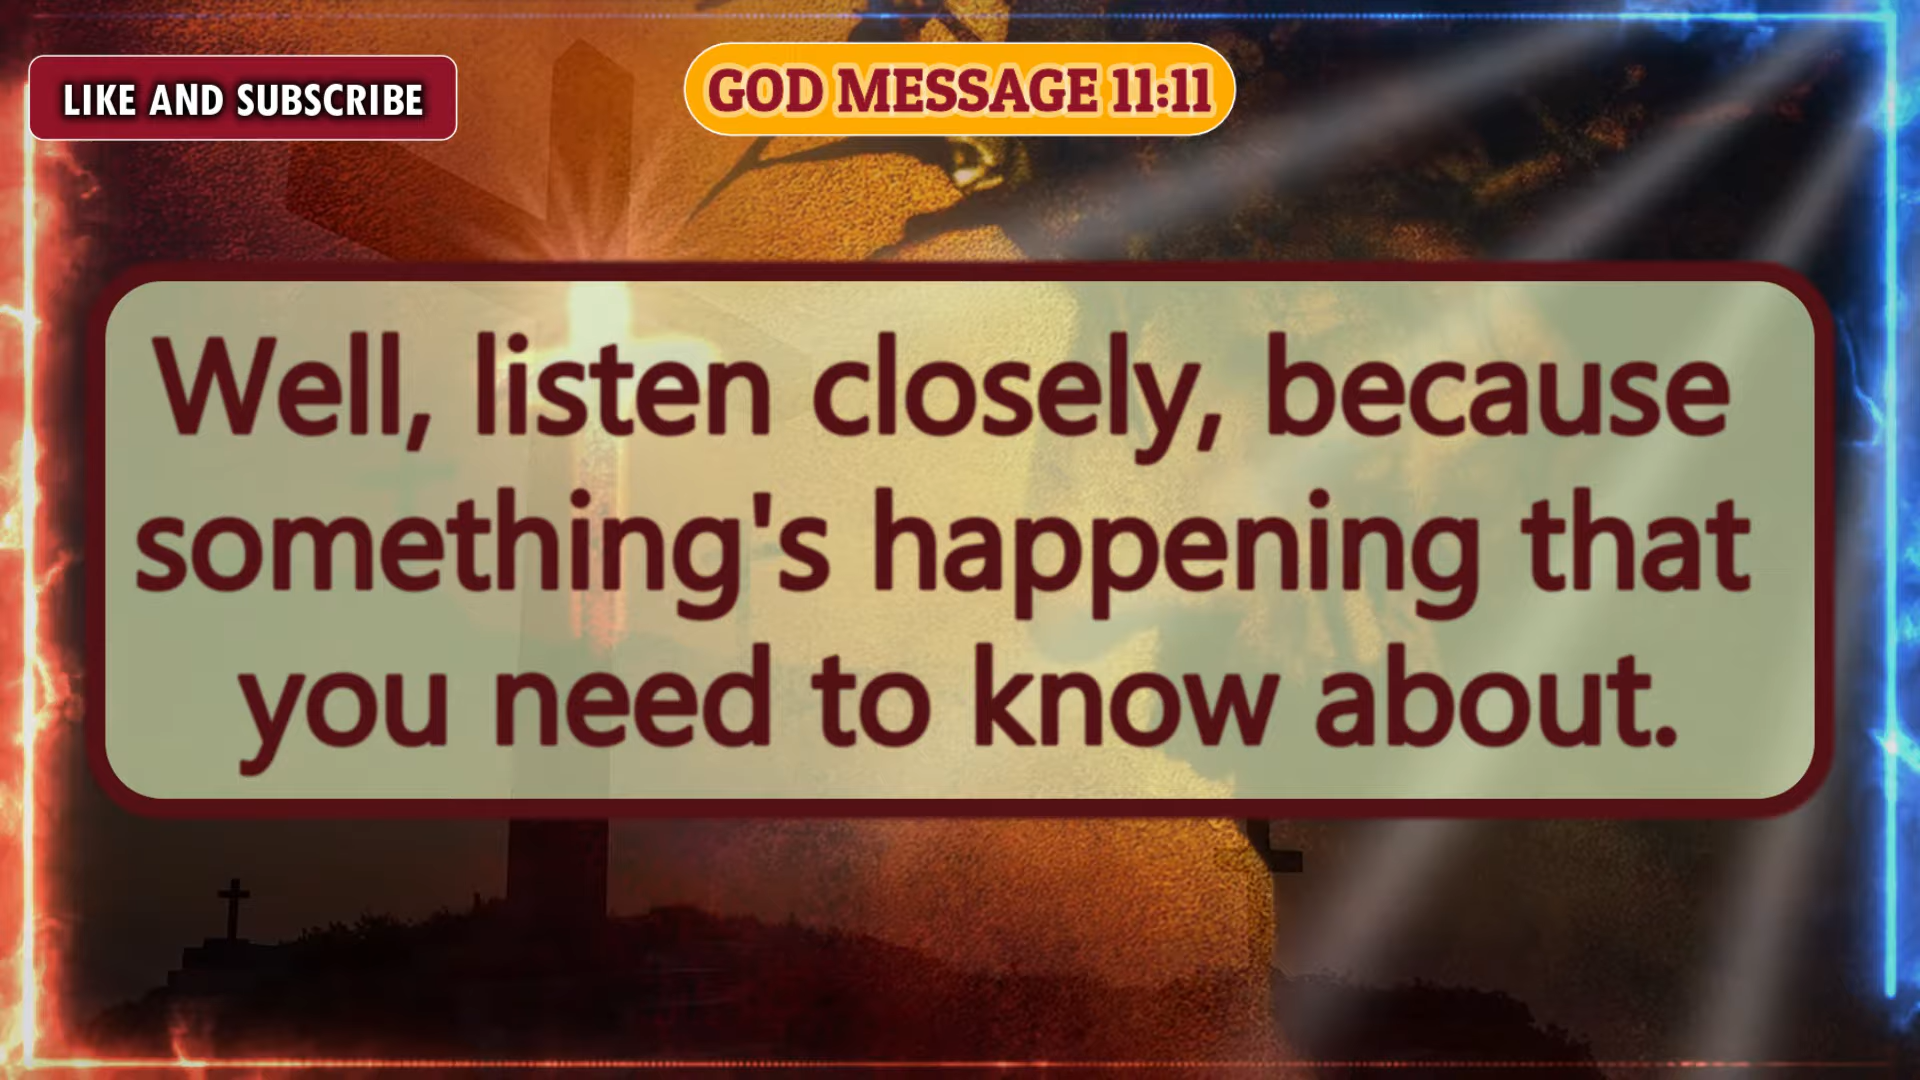 LIKE AND SUBSCRIBE
GOD MESSAGE 11:11
Well, listen closely, because
something's happening that
you need to know about.